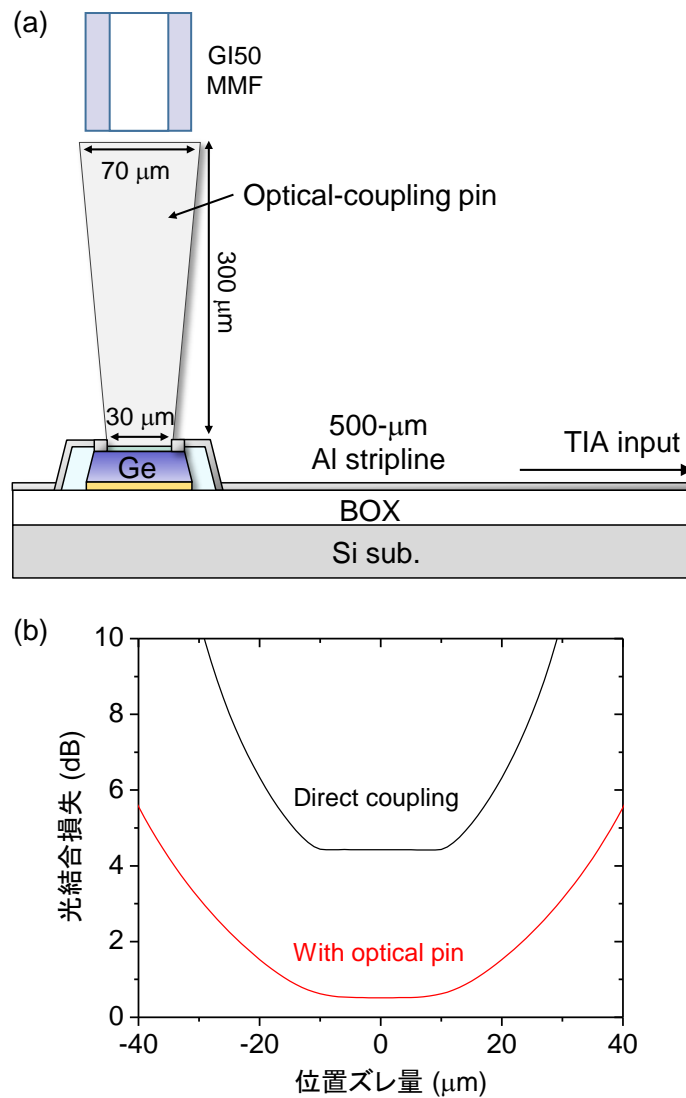 (a)
GI50
MMF
70 μm
Optical-coupling pin
300 μm
30 μm
Ge
500-μm
Al stripline
TIA input
BOX
Si sub.
(b)
光結合損失 (dB)
10
8
6
4
2
0
Direct coupling
With optical pin
-40
-20
0
20
40
位置ズレ量 (μm)